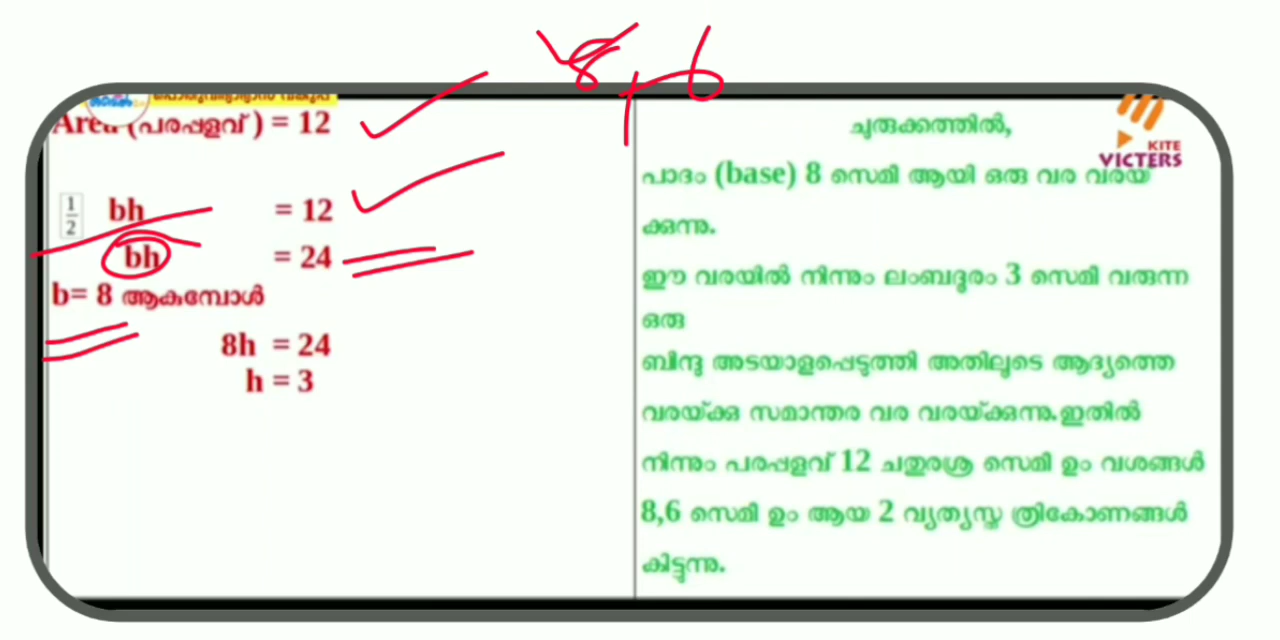 8, 6
പൊതുവിദ്യാഭ്യാസ വകുപ്പ്
Area (പരപ്പളവ് ) = 12
1/2 bh = 12
bh = 24
b= 8 ആകുമ്പോൾ
8h = 24
h = 3
ചുരുക്കത്തിൽ,
KITE
VICTERS
പാദം (base) 8 സെമീ ആയി ഒരു വര വരയ്
ക്കുന്നു.
ഈ വരയിൽ നിന്നും ലംബദൂരം 3 സെമീ വരുന്ന
ഒരു
ബിന്ദു അടയാളപ്പെടുത്തി അതിലൂടെ ആദ്യത്തെ
വരയ്ക്കു സമാന്തര വര വരയ്ക്കുന്നു.ഇതിൽ
നിന്നും പരപ്പളവ് 12 ചതുരശ്ര സെമീ ഉം വശങ്ങൾ
8,6 സെമീ ഉം ആയ 2 വ്യത്യസ്ത ത്രികോണങ്ങൾ
കിട്ടുന്നു.